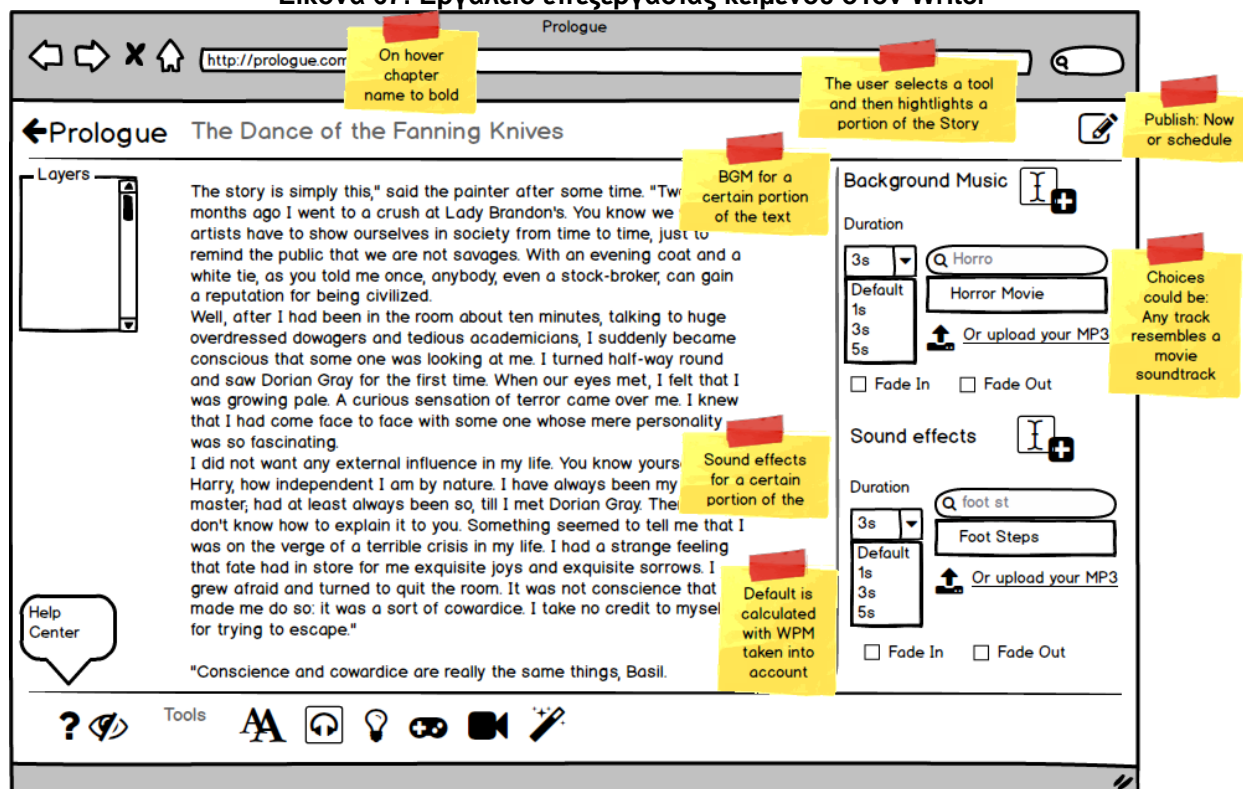 Prologue
http://prologue.com
On hover
chapter
name to bold
The user selects a tool
and then hightlights a
portion of the Story
Publish: Now
or schedule
Prologue
The Dance of the Fanning Knives
Layers
The story is simply this," said the painter after some time. "Two
months ago I went to a crush at Lady Brandon's. You know we
artists have to show ourselves in society from time to time, just to
remind the public that we are not savages. With an evening coat and a
white tie, as you told me once, anybody, even a stock-broker, can gain
a reputation for being civilized.
Well, after I had been in the room about ten minutes, talking to huge
overdressed dowagers and tedious academicians, I suddenly became
conscious that some one was looking at me. I turned half-way round
and saw Dorian Gray for the first time. When our eyes met, I felt that I
was growing pale. A curious sensation of terror came over me. I knew
that I had come face to face with some one whose mere personality
was so fascinating.
I did not want any external influence in my life. You know
Harry, how independent I am by nature. I have always been my
master; had at least always been so, till I met Dorian Gray.
don't know how to explain it to you. Something seemed to tell me that I
was on the verge of a terrible crisis in my life. I had a strange feeling
that fate had in store for me exquisite joys and exquisite sorrows. I
grew afraid and turned to quit the room. It was not conscience that
made me do so: it was a sort of cowardice. I take no credit to
for trying to escape."
"Conscience and cowardice are really the same things, Basil.
BGM for a
certain portion
of the text
Sound effects
for a certain
portion of the
Default is
calculated
with WPM
taken into
account
Background Music
Duration
3s
Horro
Default
1s
3s
5s
Horror Movie
Or upload your MP3
Fade In
Fade Out
Choices
could be:
Any track
resembles a
movie
soundtrack
Sound effects
Duration
3s
foot st
Default
1s
3s
5s
Foot Steps
Or upload your MP3
Fade In
Fade Out
Help
Center
Tools